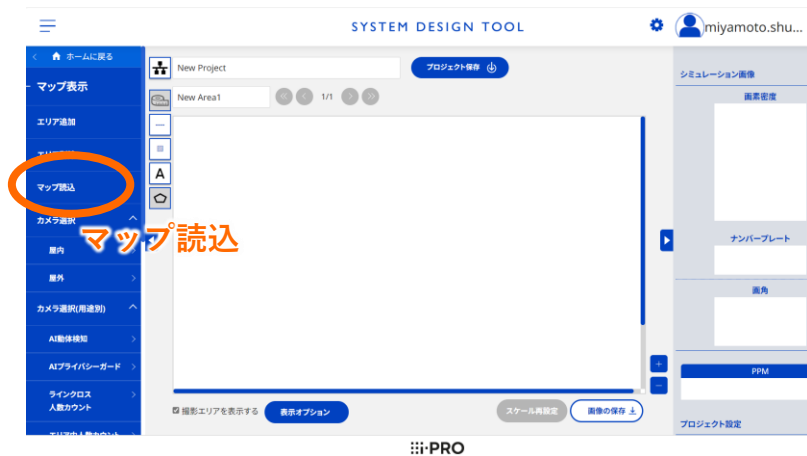 SYSTEM DESIGN TOOL
miyamoto.shu...
ホームに戻る
マップ表示
エリア追加
マップ読込
カメラ選択
屋内
屋外
カメラ選択(用途別)
AI動体検知
AIプライバシーガード
ラインクロス
人数カウント
マップ読込
New Project
プロジェクト保存
New Area1
1/1
A
撮影エリアを表示する
表示オプション
スケール再設定
画像の保存
シミュレーション画像
画素密度
ナンバープレート
画角
PPM
プロジェクト設定
i-PRO